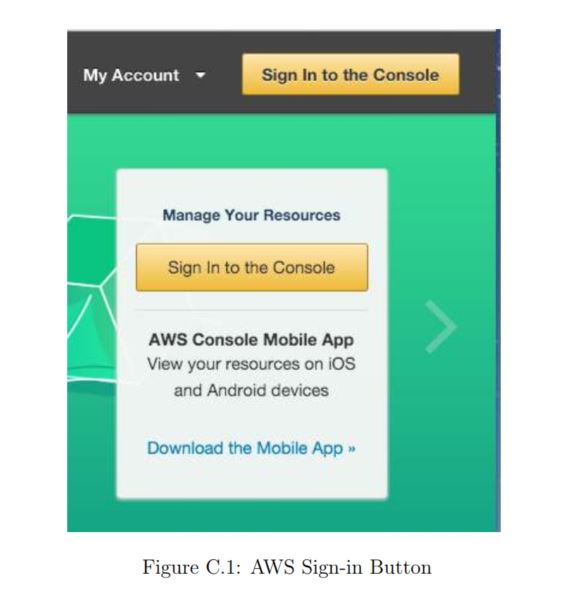 My Account
Sign In to the Console
Manage Your Resources
Sign In to the Console
AWS Console Mobile App
View your resources on iOS
and Android devices
Download the Mobile App »
Figure C.1: AWS Sign-in Button